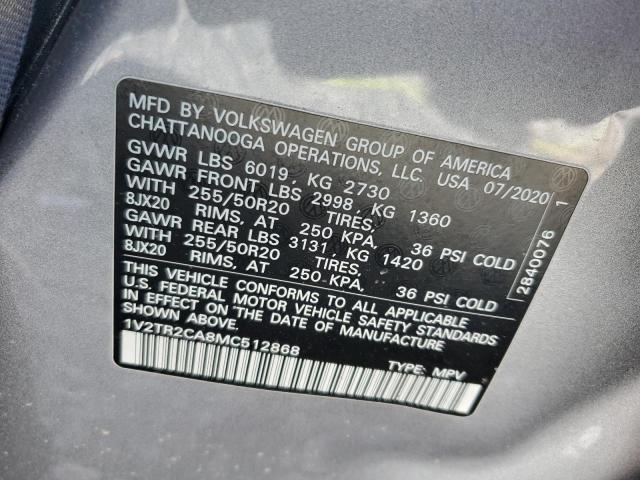 MFD BY VOLKSWAGEN GROUP OF AMERICA
CHATTANOOGA OPERATIONS, LLC. USA 07/2020
GVWR LBS 6019, KG 2730
GAWR FRONT LBS 2998, KG 1360
WITH 255/50R20 TIRES,
8JX20 RIMS, AT 250 KPA, 36 PSI COLD
GAWR REAR LBS 3131, KG 1420
WITH 255/50R20 TIRES,
8JX20 RIMS, AT 250-KPA, 36 PSI COLD
THIS VEHICLE CONFORMS TO ALL APPLICABLE
U.S. FEDERAL MOTOR VEHICLE SAFETY STANDARDS
IN EFFECT ON THE DATE OF MANUFACTURE
SHOWN ABOVE.
1V2TR2CA8MC512868
TYPE: MPV
2840076 1